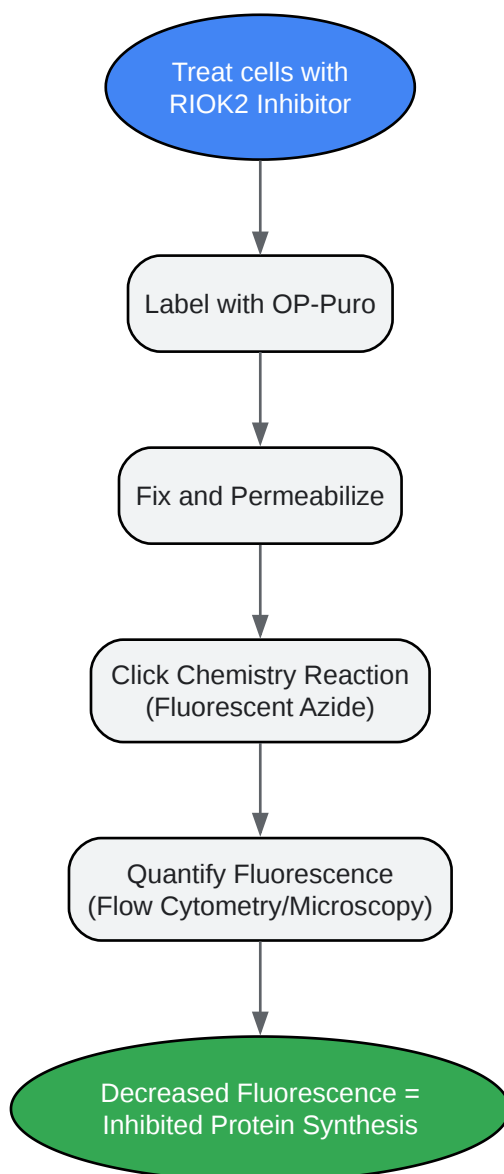 Treat cells with
RIOK2 Inhibitor
Label with OP-Puro
Fix and Permeabilize
Click Chemistry Reaction
(Fluorescent Azide)
Quantify Fluorescence
(Flow Cytometry/Microscopy)
Decreased Fluorescence =
Inhibited Protein Synthesis